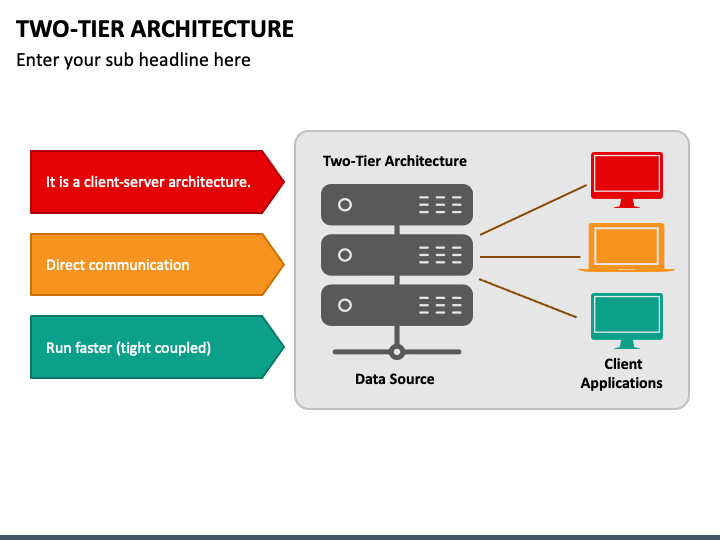 TWO-TIER ARCHITECTURE
Enter your sub headline here
It is a client-server architecture.
Direct communication
Run faster (tight coupled)
Two-Tier Architecture
Data Source
Client
Applications